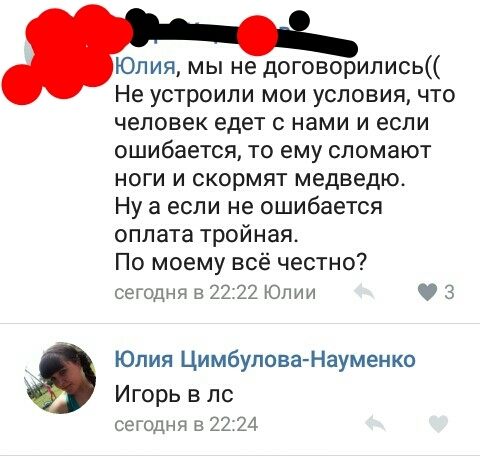 Юлия, мы не договорились((
Не устроили мои условия, что
человек едет с нами и если
ошибается, то ему сломают
ноги и скормят медведю.
Ну а если не ошибается
оплата тройная.
По моему всё честно?
сегодня в 22:22 Юлии
3
Юлия Цимбулова-Науменко
Игорь в лс
сегодня в 22:24